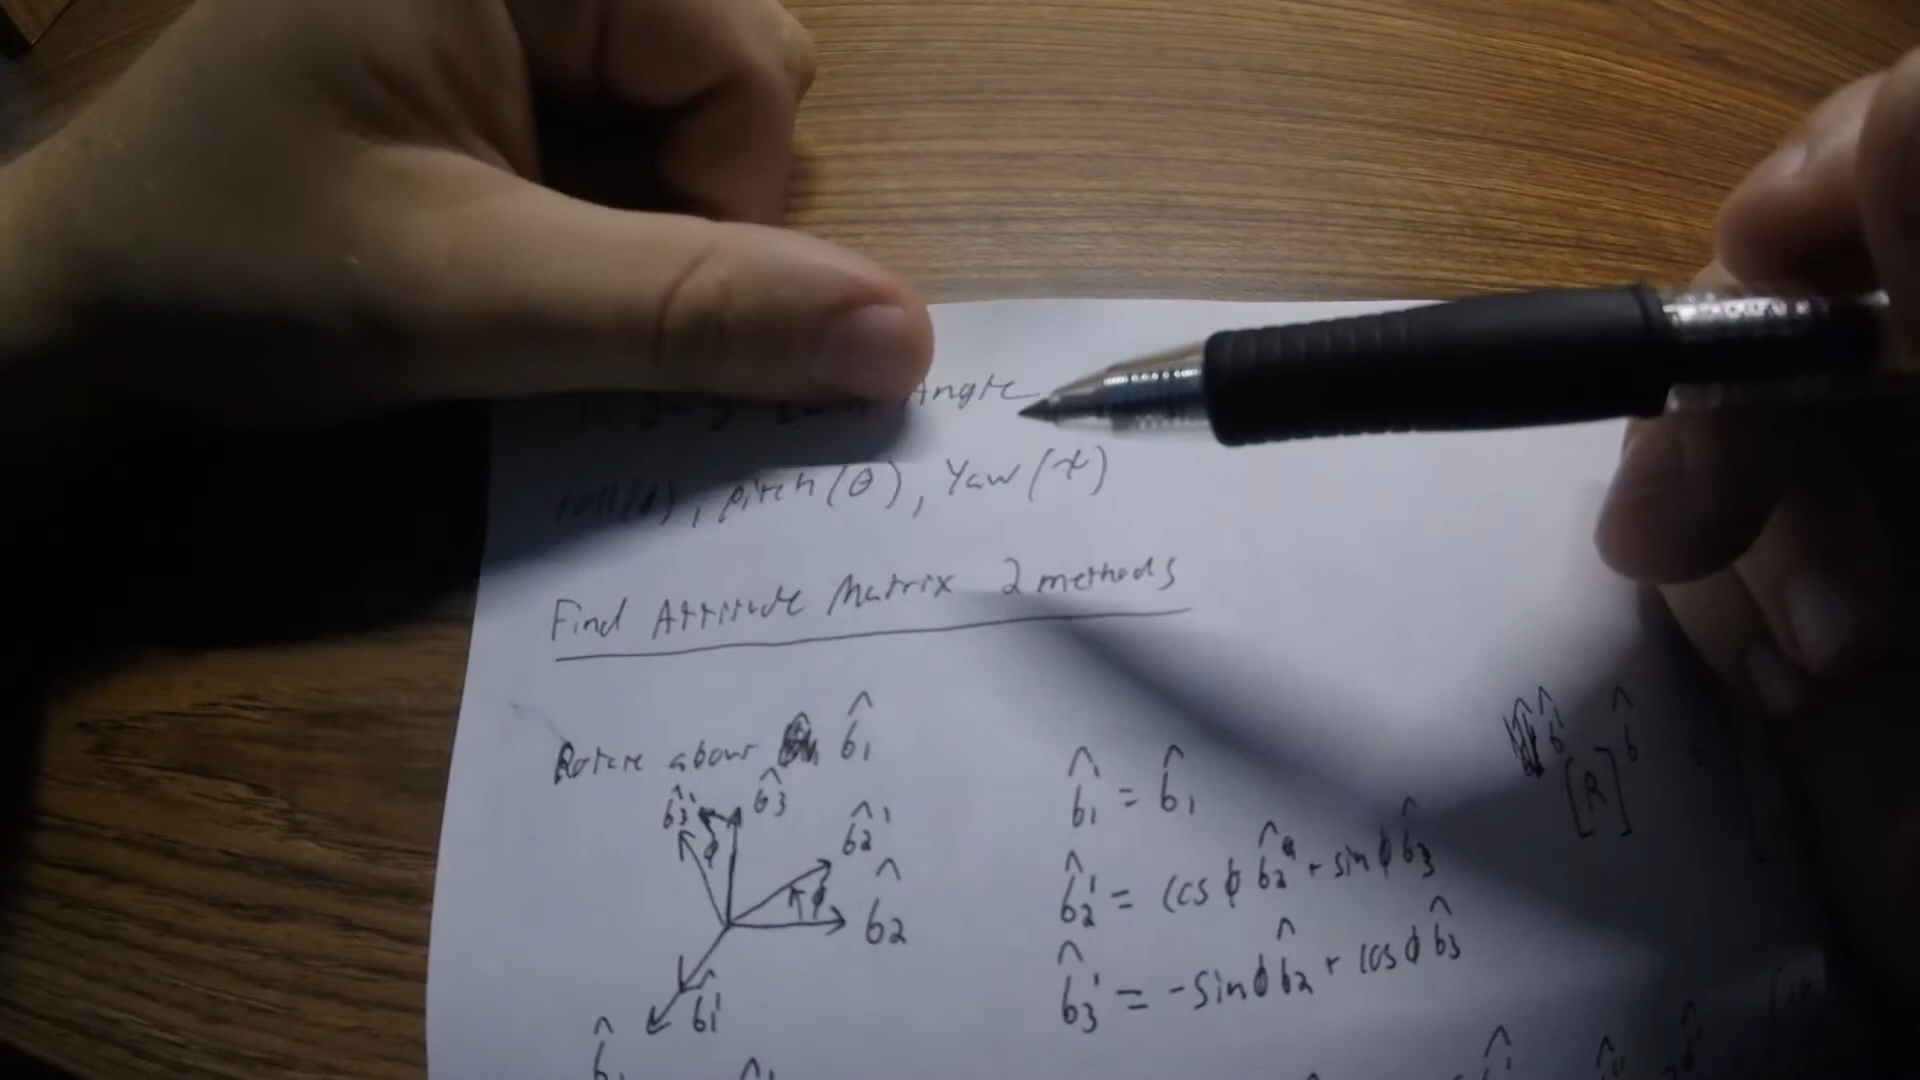 Angle
pitch (θ), Yaw (ψ)
Find Attitude Matrix 2 methods
Rotate about b̂₁
b̂₃' b̂₃
ϕ b̂₂'
ϕ b̂₂
b̂₁'
b̂₁ = b̂₁
b̂₂' = cos ϕ b̂₂ + sin ϕ b̂₃
b̂₃' = -sin ϕ b̂₂ + cos ϕ b̂₃
b̂' [R] b̂